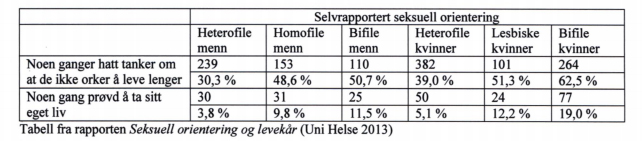 Selvrapportert seksuell orientering
Heterofile menn Homofile menn Bifile menn Heterofile kvinner Lesbiske kvinner Bifile kvinner
Noen ganger hatt tanker om 239 153 110 382 101 264
at de ikke orker å leve lenger 30,3 % 48,6 % 50,7 % 39,0 % 51,3 % 62,5 %
Noen gang prøvd å ta sitt 30 31 25 50 24 77
eget liv 3,8 % 9,8 % 11,5 % 5,1 % 12,2 % 19,0 %
Tabell fra rapporten Seksuell orientering og levekår (Uni Helse 2013)